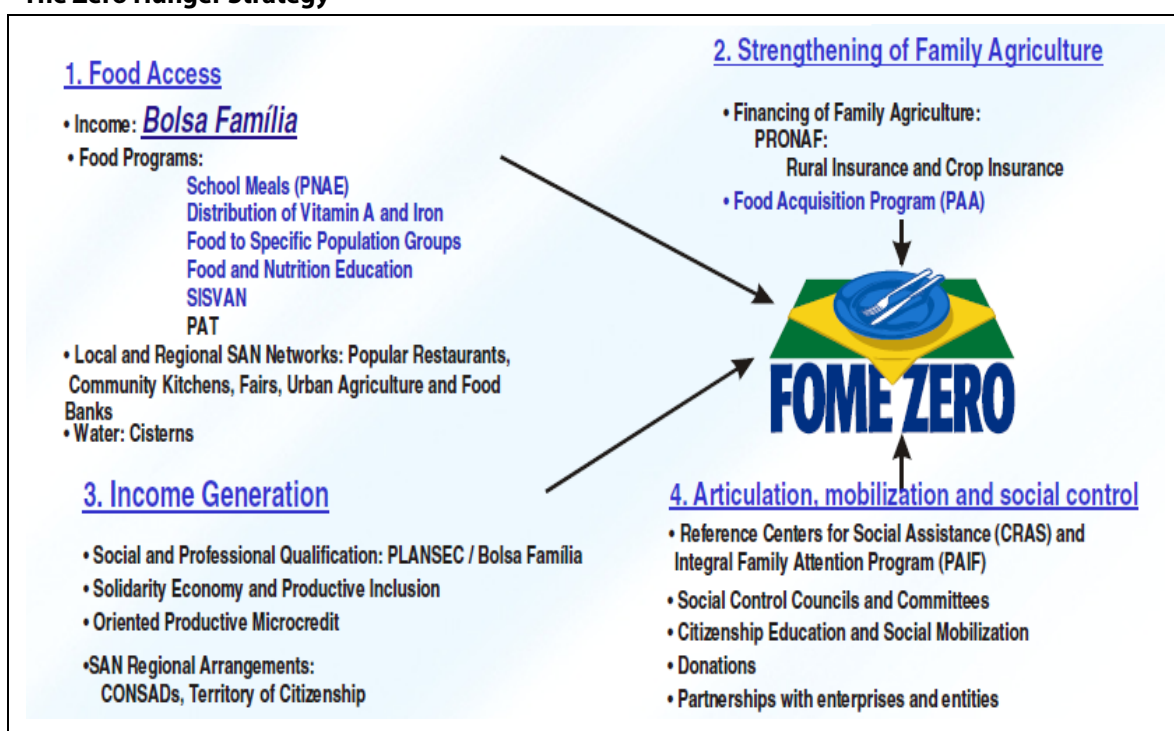 The Zero Hunger Strategy
1. Food Access
• Income: Bolsa Família
• Food Programs:
School Meals (PNAE)
Distribution of Vitamin A and Iron
Food to Specific Population Groups
Food and Nutrition Education
SISVAN
PAT
• Local and Regional SAN Networks: Popular Restaurants,
Community Kitchens, Fairs, Urban Agriculture and Food
Banks
• Water: Cisterns
2. Strengthening of Family Agriculture
• Financing of Family Agriculture:
PRONAF:
Rural Insurance and Crop Insurance
• Food Acquisition Program (PAA)
FOME ZERO
3. Income Generation
• Social and Professional Qualification: PLANSEC / Bolsa Família
• Solidarity Economy and Productive Inclusion
• Oriented Productive Microcredit
•SAN Regional Arrangements:
CONSADs, Territory of Citizenship
4. Articulation, mobilization and social control
• Reference Centers for Social Assistance (CRAS) and
Integral Family Attention Program (PAIF)
• Social Control Councils and Committees
• Citizenship Education and Social Mobilization
• Donations
• Partnerships with enterprises and entities